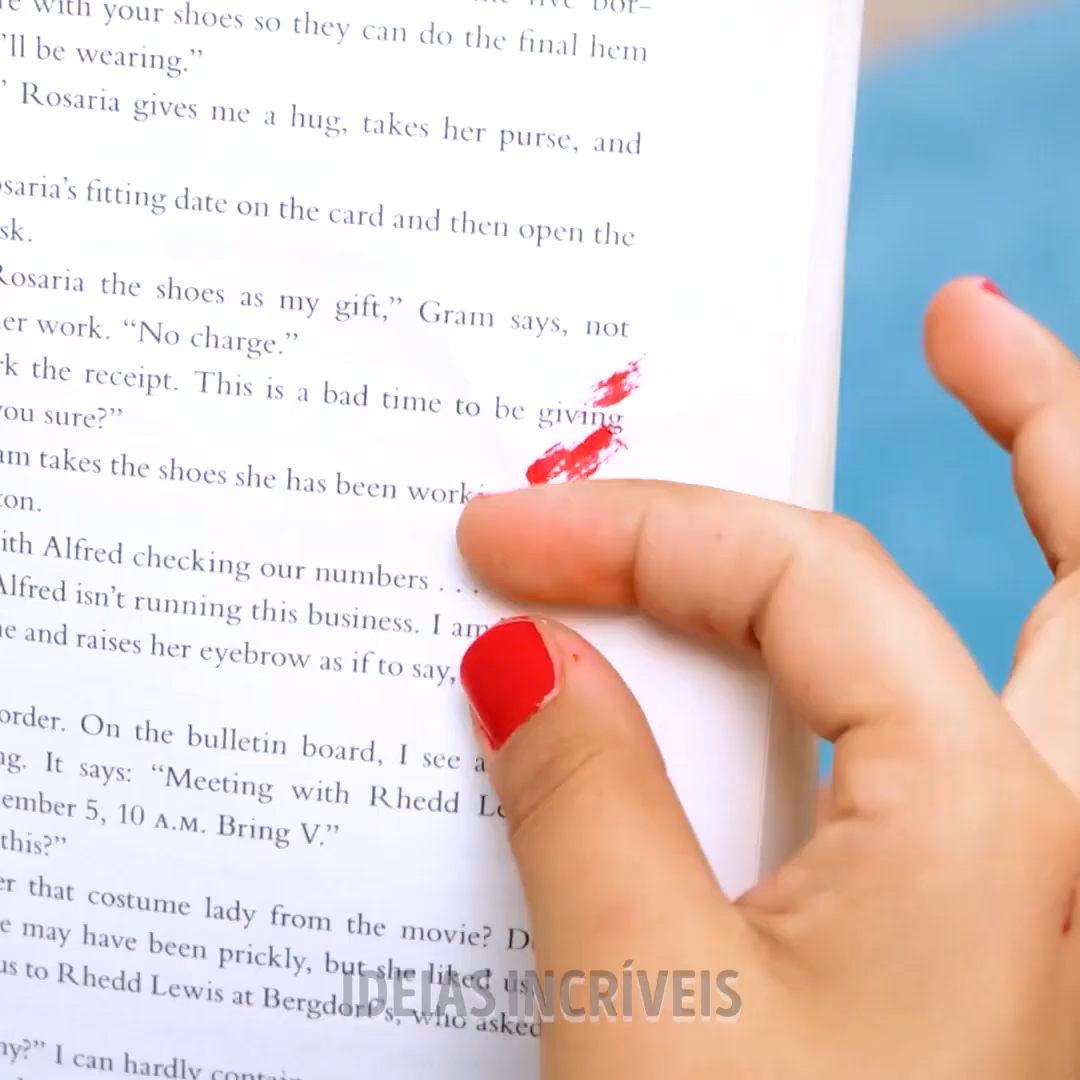 with your shoes so they can do the final hem
'll be wearing.”
” Rosaria gives me a hug, takes her purse, and
saria's fitting date on the card and then open the
sk.
Rosaria the shoes as my gift,” Gram says, not
er work. “No charge.”
k the receipt. This is a bad time to be giving
you sure?”
am takes the shoes she has been work
on.
ith Alfred checking our numbers . . .
Alfred isn't running this business. I am
e and raises her eyebrow as if to say,
order. On the bulletin board, I see a
ng. It says: “Meeting with Rhedd Le
ember 5, 10 A.M. Bring V.”
this?”
er that costume lady from the movie? D
e may have been prickly, but she liked us
us to Rhedd Lewis at Bergdorf's, who asked
ny?” I can hardly contain
IDEIAS INCRÍVEIS